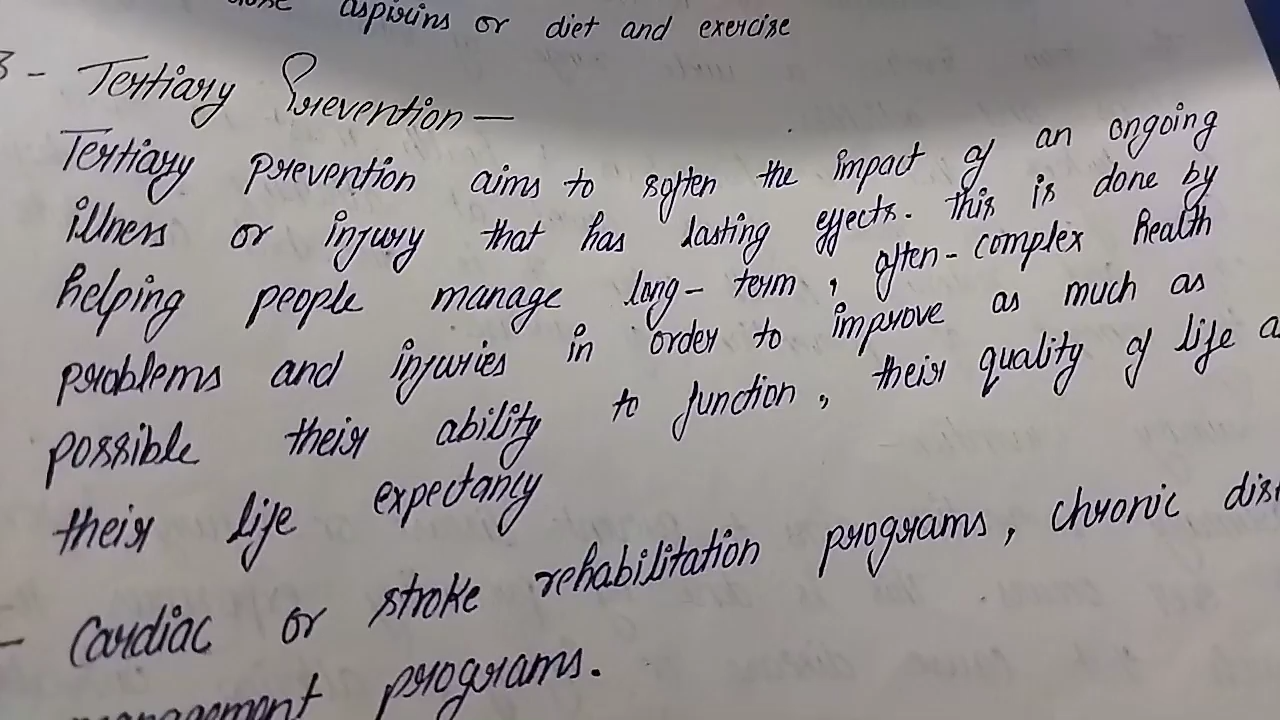 aspirins or diet and exercise
3 - Tertiary Prevention —
Tertiary prevention aims to soften the impact of an ongoing
illness or injury that has lasting effects. this is done by
helping people manage long - term , often - complex health
problems and injuries in order to improve as much as
possible their ability to function , their quality of life
their life expectancy
- Cardiac or stroke rehabilitation programs , chronic
management programs.